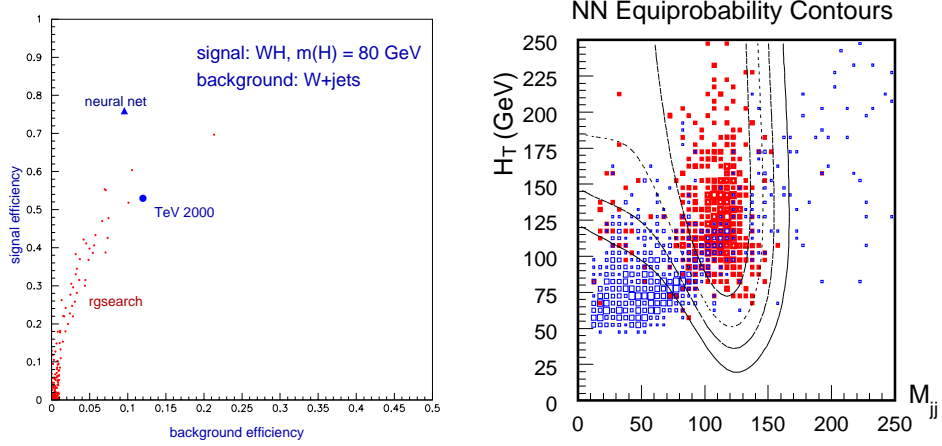 signal: WH, m(H) = 80 GeV
background: W+jets
neural net
TeV 2000
rgsearch
signal efficiency
1
0.9
0.8
0.7
0.6
0.5
0.4
0.3
0.2
0.1
0
0 0.05 0.1 0.15 0.2 0.25 0.3 0.35 0.4 0.45 0.5
background efficiency
NN Equiprobability Contours
H_T (GeV)
250
225
200
175
150
125
100
75
50
25
0
0 50 100 150 200 250
M_jj